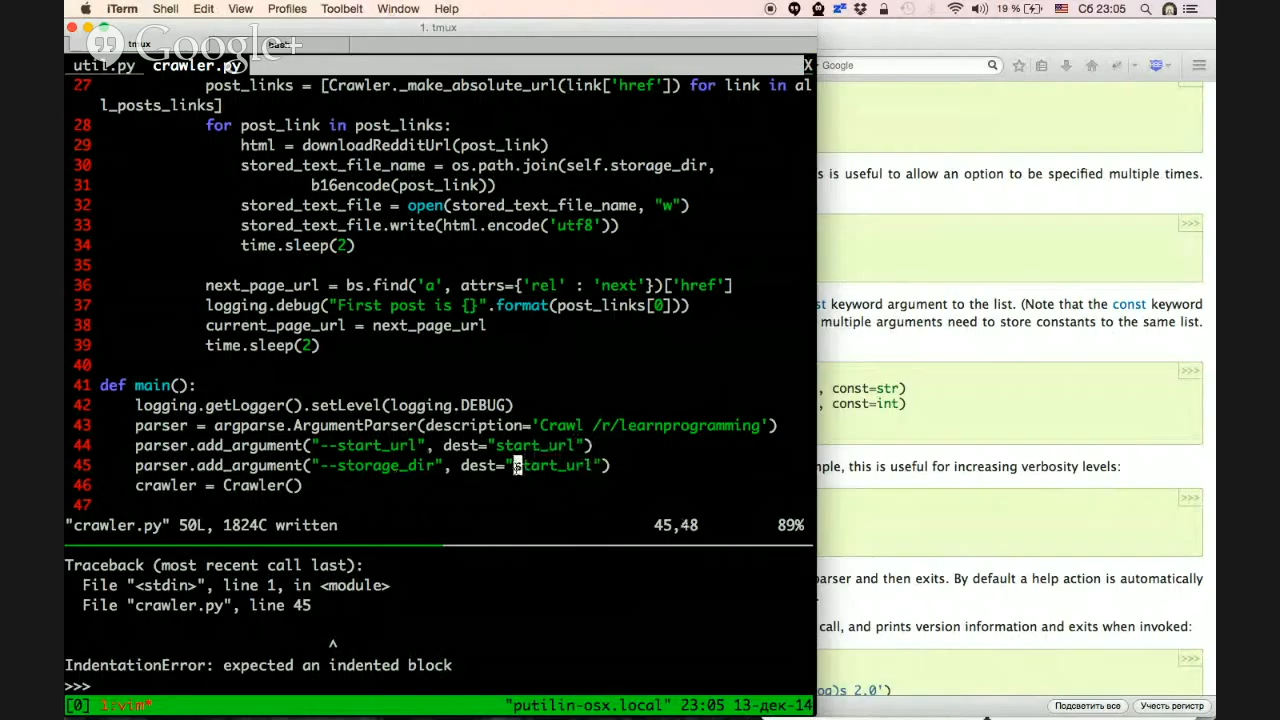 iTerm Shell Edit View Profiles Toolbelt Window Help 19 % Сб 23:05
1. tmux
tmux bash
Google+
util.py crawler.py X
Google
27 post_links = [Crawler._make_absolute_url(link['href']) for link in al
l_posts_links]
28 for post_link in post_links:
29 html = downloadRedditUrl(post_link)
30 stored_text_file_name = os.path.join(self.storage_dir,
31 b16encode(post_link))
32 stored_text_file = open(stored_text_file_name, "w")
33 stored_text_file.write(html.encode('utf8'))
34 time.sleep(2)
35
36 next_page_url = bs.find('a', attrs={'rel' : 'next'})['href']
37 logging.debug("First post is {}".format(post_links[0]))
38 current_page_url = next_page_url
39 time.sleep(2)
40
41 def main():
42 logging.getLogger().setLevel(logging.DEBUG)
43 parser = argparse.ArgumentParser(description='Crawl /r/learnprogramming')
44 parser.add_argument("--start_url", dest="start_url")
45 parser.add_argument("--storage_dir", dest="start_url")
46 crawler = Crawler()
47
"crawler.py" 50L, 1824C written 45,48 89%
Traceback (most recent call last):
File "<stdin>", line 1, in <module>
File "crawler.py", line 45
^
IndentationError: expected an indented block
>>>
[0] 1:vim* "putilin-osx.local" 23:05 13-дек-14
s is useful to allow an option to be specified multiple times.
>>>
st keyword argument to the list. (Note that the const keyword
multiple arguments need to store constants to the same list.
>>>
, const=str)
, const=int)
mple, this is useful for increasing verbosity levels:
>>>
parser and then exits. By default a help action is automatically
call, and prints version information and exits when invoked:
>>>
2.0')
Подсветить все Учесть регистр